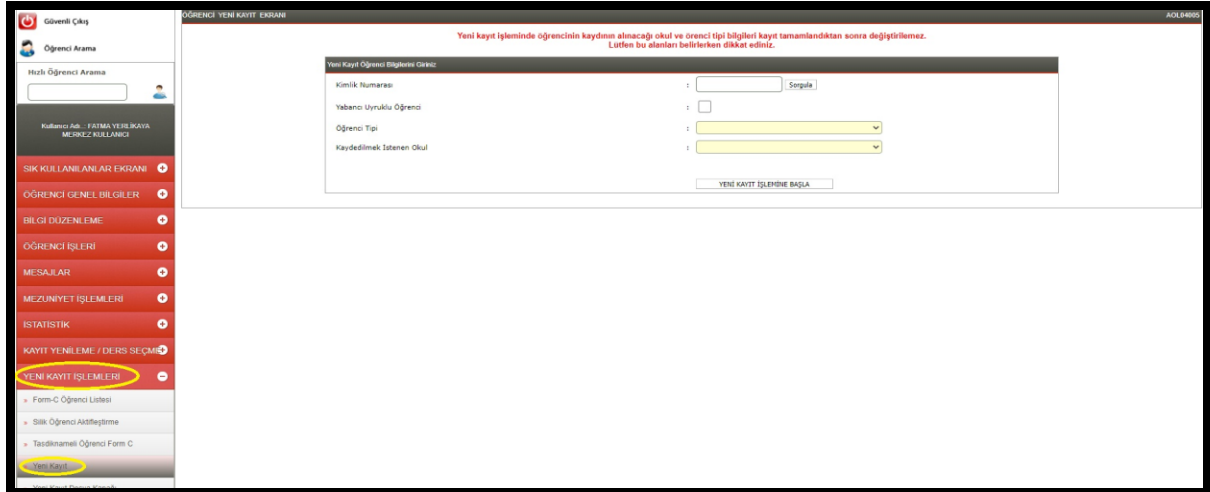 Güvenli Çıkış
Öğrenci Arama
Hızlı Öğrenci Arama
Kullanıcı Adı..: FATMA YERLİKAYA
MERKEZ KULLANICI
SIK KULLANILANLAR EKRANI
ÖĞRENCİ GENEL BİLGİLER
BİLGİ DÜZENLEME
ÖĞRENCİ İŞLERİ
MESAJLAR
MEZUNİYET İŞLEMLERİ
İSTATİSTİK
KAYIT YENİLEME / DERS SEÇME
YENİ KAYIT İŞLEMLERİ
» Form-C Öğrenci Listesi
» Silik Öğrenci Aktifleştirme
» Tasdiknameli Öğrenci Form C
» Yeni Kayıt
Yeni Kayıt Dosya Kapağı
ÖĞRENCİ YENİ KAYIT EKRANI AOL04005
Yeni kayıt işleminde öğrencinin kaydının alınacağı okul ve örenci tipi bilgileri kayıt tamamlandıktan sonra değiştirilemez.
Lütfen bu alanları belirlerken dikkat ediniz.
Yeni Kayıt Öğrenci Bilgilerini Giriniz
Kimlik Numarası : Sorgula
Yabancı Uyruklu Öğrenci :
Öğrenci Tipi :
Kaydedilmek İstenen Okul :
YENİ KAYIT İŞLEMİNE BAŞLA